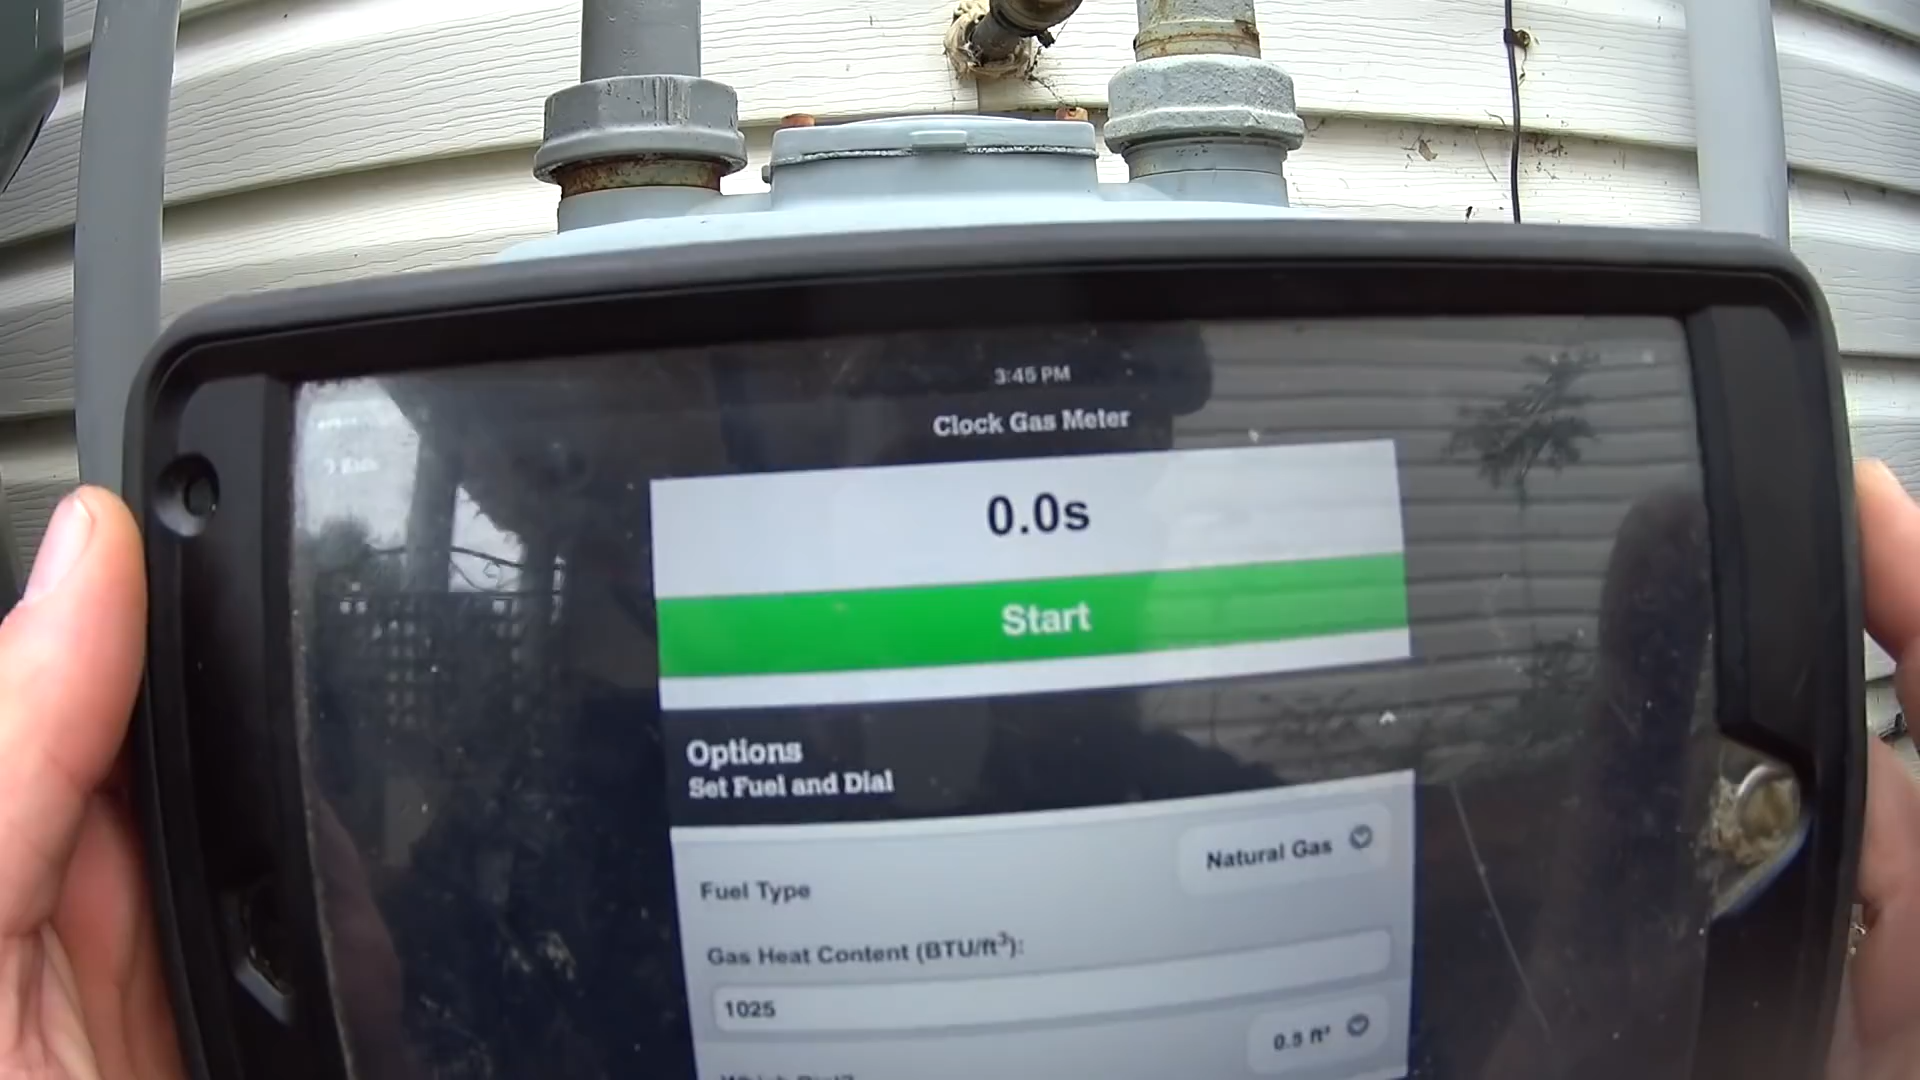 3:45 PM
Clock Gas Meter
0.0s
Start
Options
Set Fuel and Dial
Natural Gas
Fuel Type
Gas Heat Content (BTU/ft³):
1025
0.5 ft³